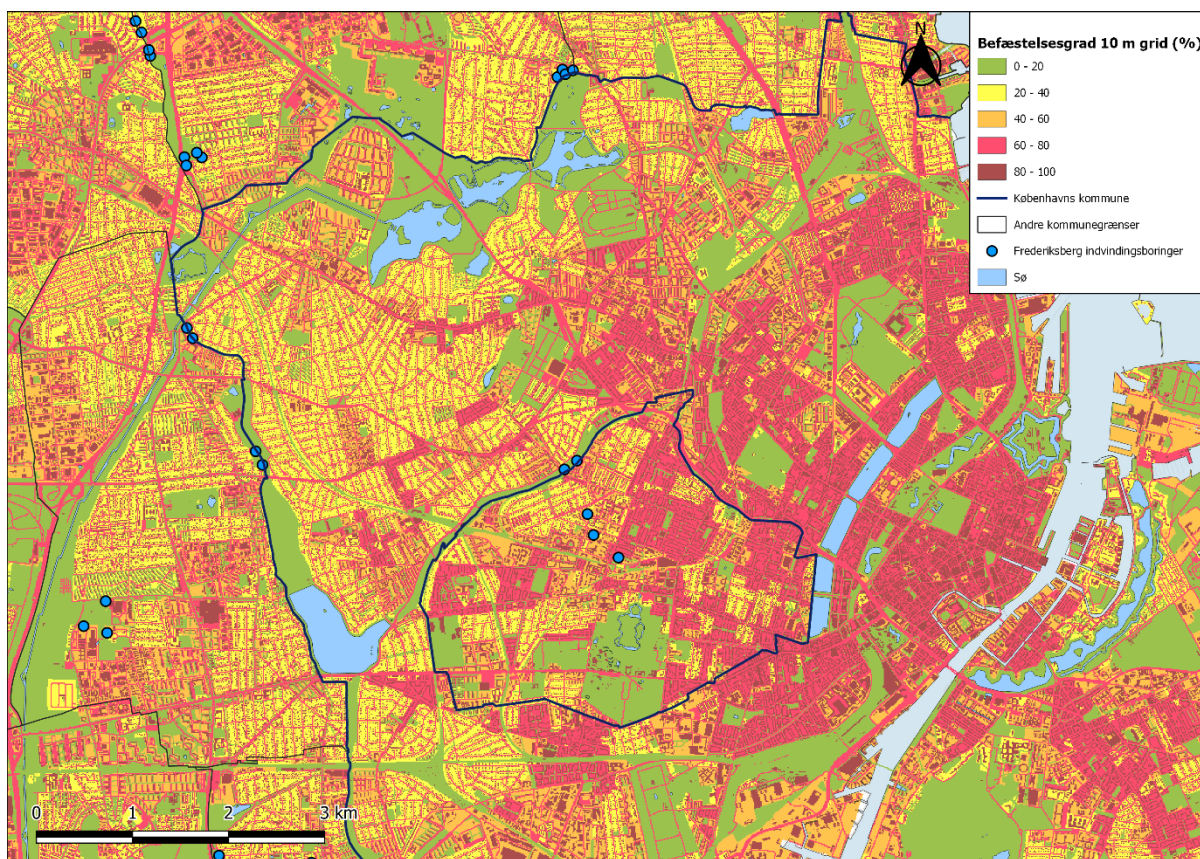 N
Befæstelsesgrad 10 m grid (%)
0 - 20
20 - 40
40 - 60
60 - 80
80 - 100
Københavns kommune
Andre kommunegrænser
Frederiksberg indvindingsboringer
Sø
0 1 2 3 km